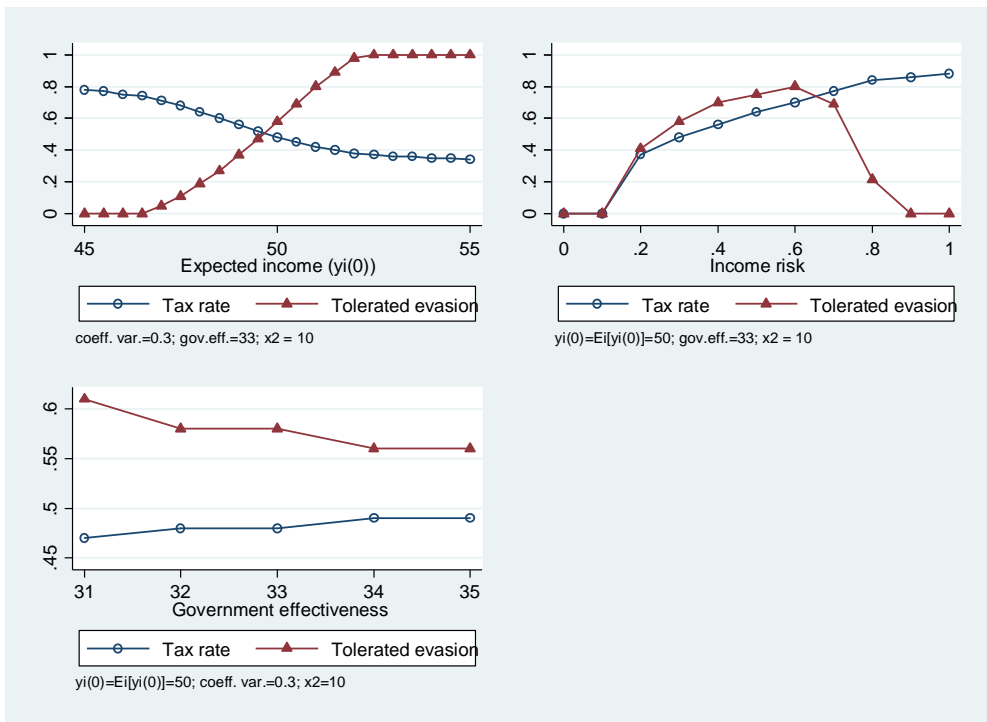 1
.8
.6
.4
.2
0
45 50 55
Expected income (yi(0))
Tax rate Tolerated evasion
coeff. var.=0.3; gov.eff.=33; x2 = 10
1
.8
.6
.4
.2
0
0 .2 .4 .6 .8 1
Income risk
Tax rate Tolerated evasion
yi(0)=Ei[yi(0)]=50; gov.eff.=33; x2 = 10
.6
.55
.5
.45
31 32 33 34 35
Government effectiveness
Tax rate Tolerated evasion
yi(0)=Ei[yi(0)]=50; coeff. var.=0.3; x2=10